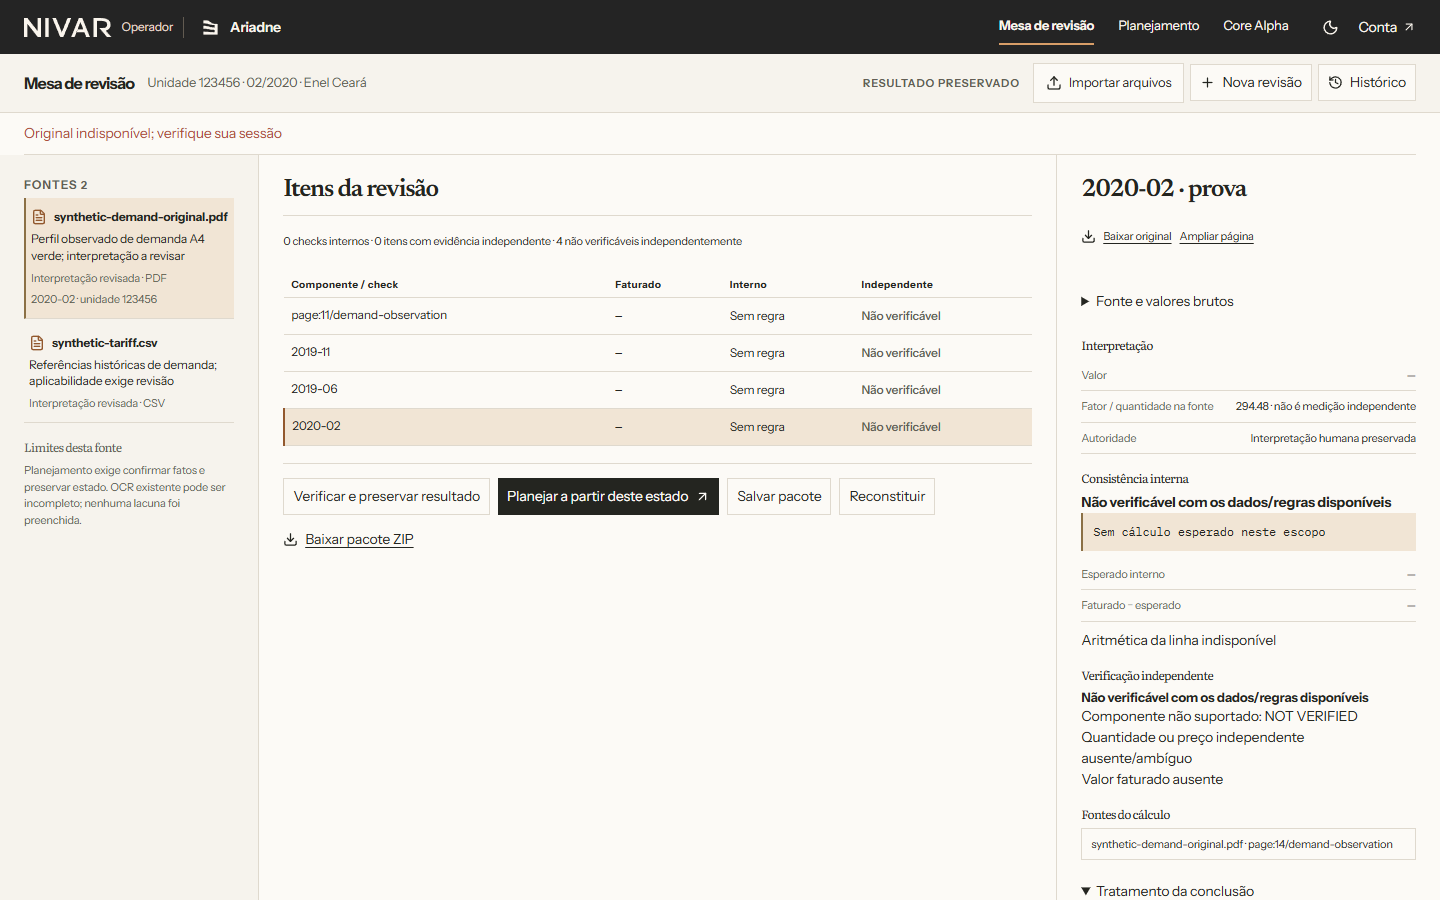 NIVAR Operador Ariadne Mesa de revisão Planejamento Core Alpha Conta
Mesa de revisão Unidade 123456 · 02/2020 · Enel Ceará RESULTADO PRESERVADO Importar arquivos Nova revisão Histórico
Original indisponível; verifique sua sessão
FONTES 2
synthetic-demand-original.pdf
Perfil observado de demanda A4
verde; interpretação a revisar
Interpretação revisada · PDF
2020-02 · unidade 123456
synthetic-tariff.csv
Referências históricas de demanda;
aplicabilidade exige revisão
Interpretação revisada · CSV
Limites desta fonte
Planejamento exige confirmar fatos e
preservar estado. OCR existente pode ser
incompleto; nenhuma lacuna foi
preenchida.
Itens da revisão
0 checks internos · 0 itens com evidência independente · 4 não verificáveis independentemente
Componente / check Faturado Interno Independente
page:11/demand-observation – Sem regra Não verificável
2019-11 – Sem regra Não verificável
2019-06 – Sem regra Não verificável
2020-02 – Sem regra Não verificável
Verificar e preservar resultado Planejar a partir deste estado Salvar pacote Reconstituir
Baixar pacote ZIP
2020-02 · prova
Baixar original Ampliar página
Fonte e valores brutos
Interpretação
Valor –
Fator / quantidade na fonte 294.48 · não é medição independente
Autoridade Interpretação humana preservada
Consistência interna
Não verificável com os dados/regras disponíveis
Sem cálculo esperado neste escopo
Esperado interno –
Faturado − esperado –
Aritmética da linha indisponível
Verificação independente
Não verificável com os dados/regras disponíveis
Componente não suportado: NOT VERIFIED
Quantidade ou preço independente
ausente/ambíguo
Valor faturado ausente
Fontes do cálculo
synthetic-demand-original.pdf · page:14/demand-observation
Tratamento da conclusão